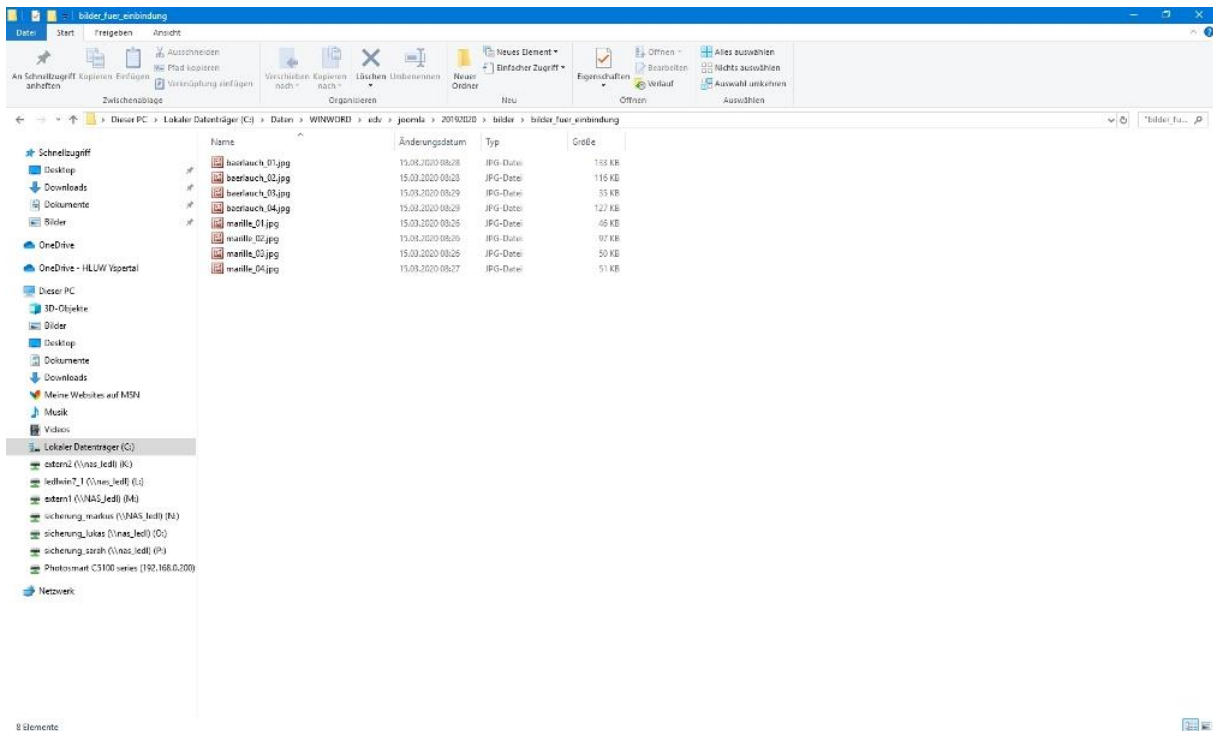 bilder_fuer_einbindung
Datei Start Freigeben Ansicht
An Schnellzugriff anheften
Kopieren
Einfügen
Ausschneiden
Pfad kopieren
Verknüpfung einfügen
Zwischenablage
Verschieben nach
Kopieren nach
Löschen
Umbenennen
Organisieren
Neuer Ordner
Neues Element
Einfacher Zugriff
Neu
Eigenschaften
Öffnen
Bearbeiten
Verlauf
Öffnen
Alles auswählen
Nichts auswählen
Auswahl umkehren
Auswählen
Dieser PC > Lokaler Datenträger (C:) > Daten > WINWORD > edv > joomla > 20192020 > bilder > bilder_fuer_einbindung
"bilder_fu...
Name Änderungsdatum Typ Größe
baerlauch_01.jpg 15.03.2020 08:28 JPG-Datei 133 KB
baerlauch_02.jpg 15.03.2020 08:28 JPG-Datei 116 KB
baerlauch_03.jpg 15.03.2020 08:29 JPG-Datei 35 KB
baerlauch_04.jpg 15.03.2020 08:29 JPG-Datei 127 KB
marille_01.jpg 15.03.2020 08:26 JPG-Datei 46 KB
marille_02.jpg 15.03.2020 08:26 JPG-Datei 97 KB
marille_03.jpg 15.03.2020 08:26 JPG-Datei 50 KB
marille_04.jpg 15.03.2020 08:27 JPG-Datei 51 KB
Schnellzugriff
Desktop
Downloads
Dokumente
Bilder
OneDrive
OneDrive - HLUW Yspertal
Dieser PC
3D-Objekte
Bilder
Desktop
Dokumente
Downloads
Meine Websites auf MSN
Musik
Videos
Lokaler Datenträger (C:)
extern2 (\\nas_ledl) (K:)
ledlwin7_1 (\\nas_ledl) (L:)
extern1 (\\NAS_ledl) (M:)
sicherung_markus (\\NAS_ledl) (N:)
sicherung_lukas (\\nas_ledl) (O:)
sicherung_sarah (\\nas_ledl) (P:)
Photosmart C5100 series (192.168.0.200)
Netzwerk
8 Elemente